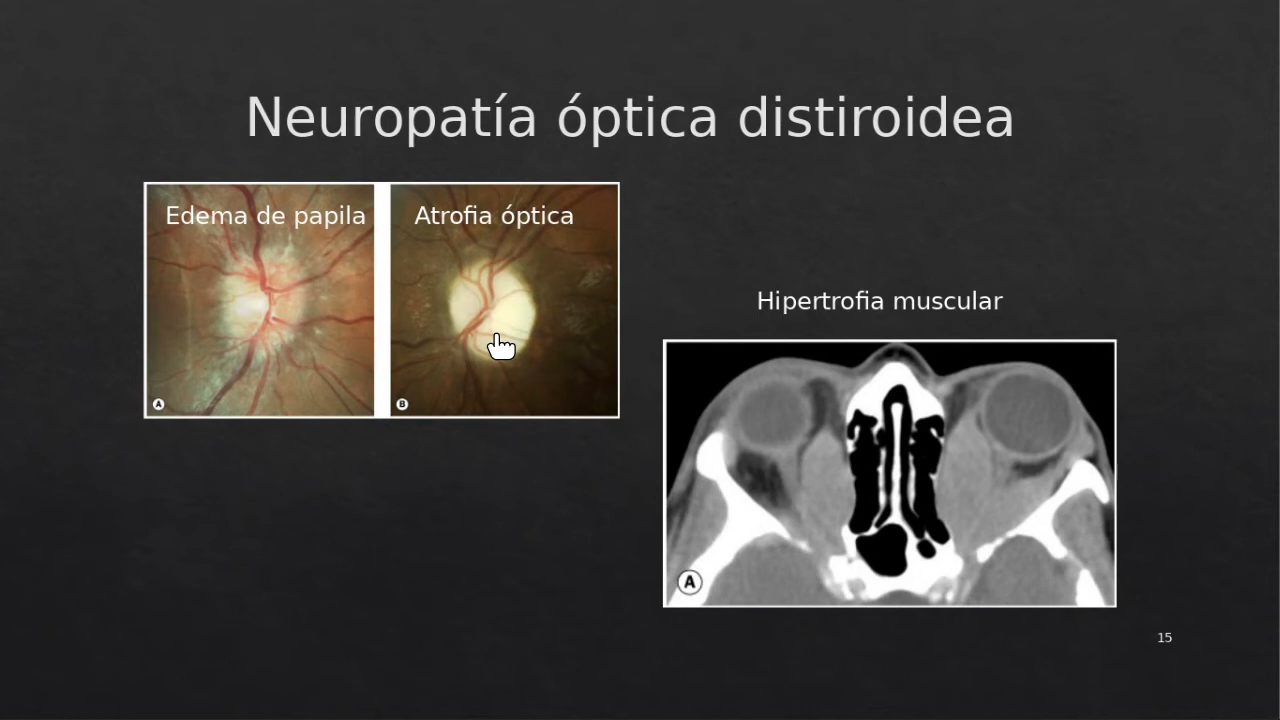 Neuropatía óptica distiroidea
Edema de papila
Atrofia óptica
A
B
Hipertrofia muscular
A
15